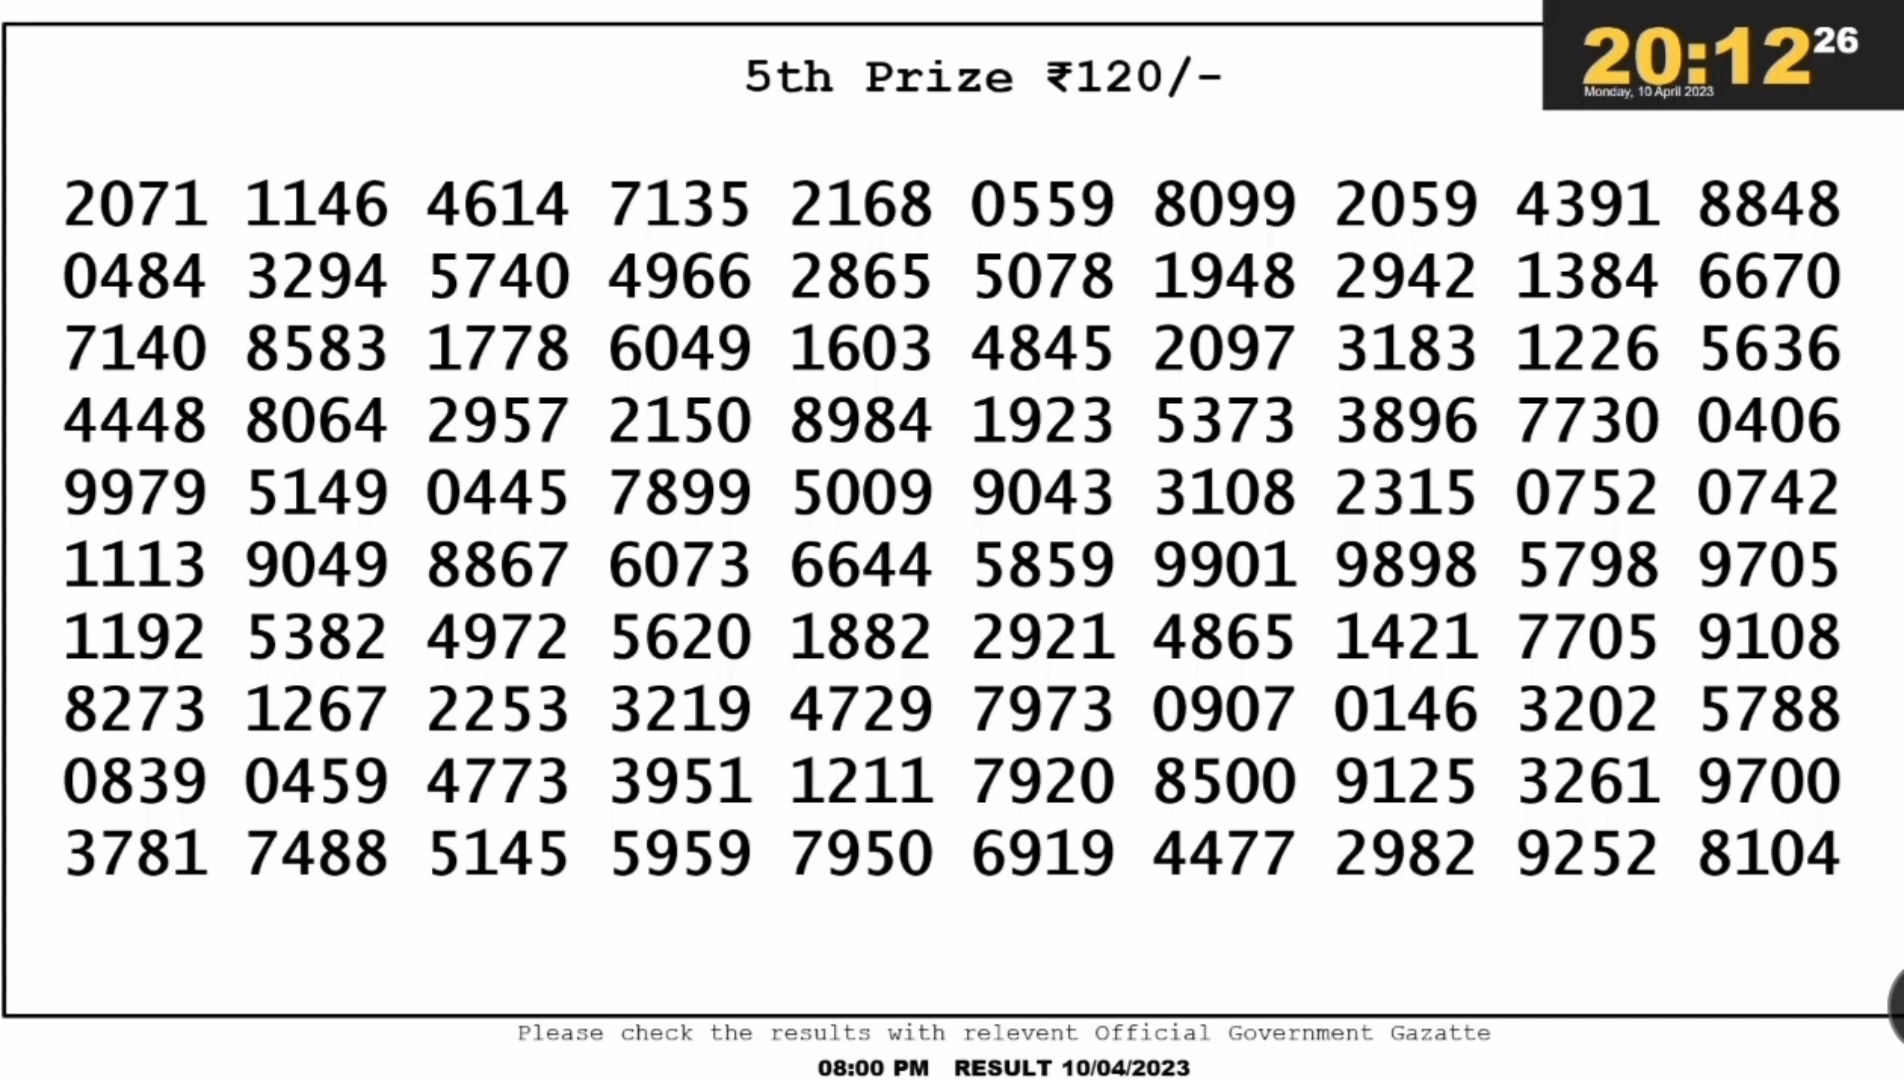 20:12 26
Monday, 10 April 2023
5th Prize ₹120/-
2071 1146 4614 7135 2168 0559 8099 2059 4391 8848
0484 3294 5740 4966 2865 5078 1948 2942 1384 6670
7140 8583 1778 6049 1603 4845 2097 3183 1226 5636
4448 8064 2957 2150 8984 1923 5373 3896 7730 0406
9979 5149 0445 7899 5009 9043 3108 2315 0752 0742
1113 9049 8867 6073 6644 5859 9901 9898 5798 9705
1192 5382 4972 5620 1882 2921 4865 1421 7705 9108
8273 1267 2253 3219 4729 7973 0907 0146 3202 5788
0839 0459 4773 3951 1211 7920 8500 9125 3261 9700
3781 7488 5145 5959 7950 6919 4477 2982 9252 8104
Please check the results with relevent Official Government Gazatte
08:00 PM RESULT 10/04/2023